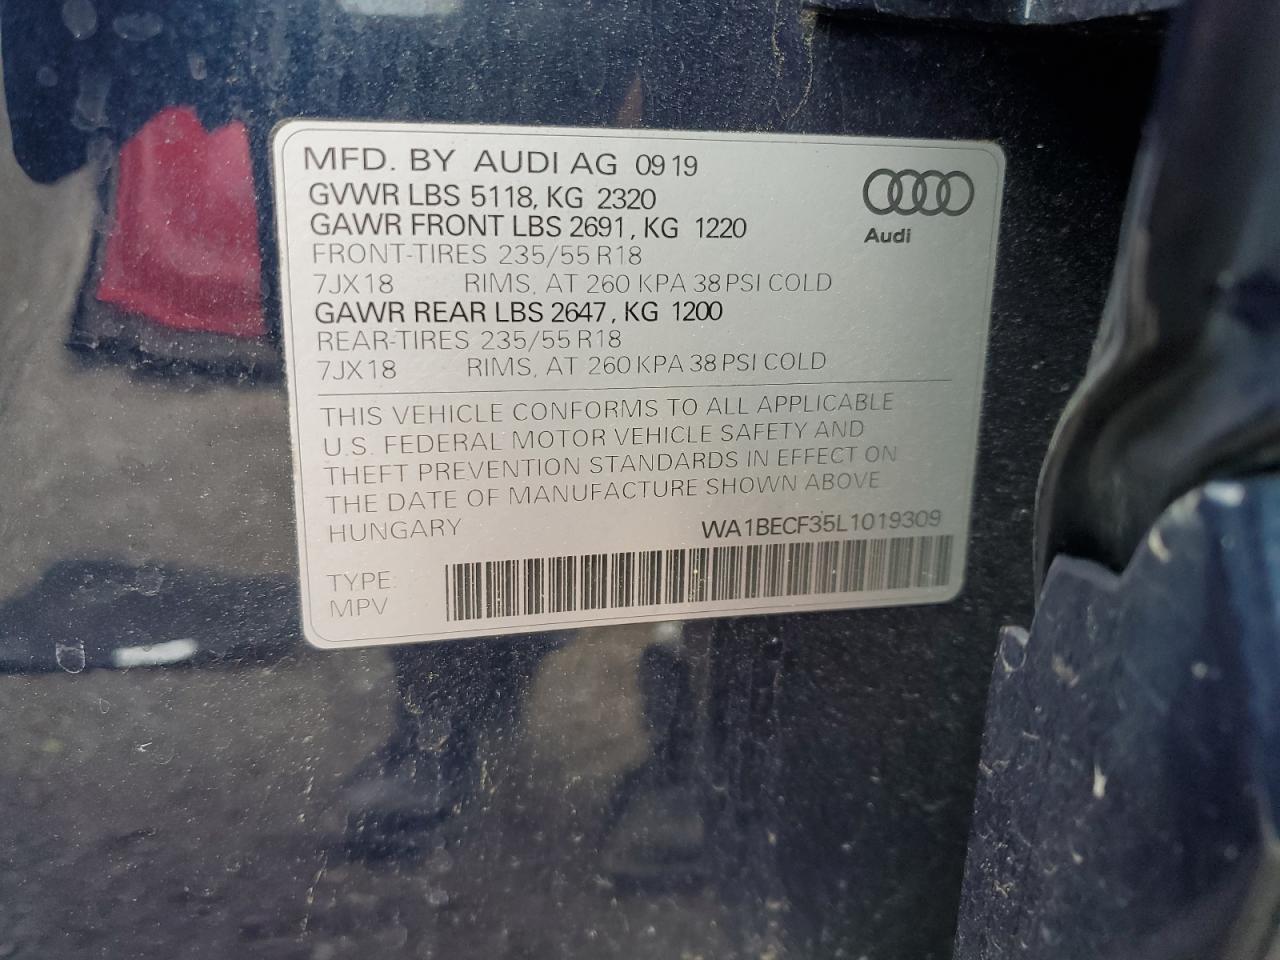 MFD. BY AUDI AG 0919
GVWR LBS 5118, KG 2320
GAWR FRONT LBS 2691, KG 1220
FRONT-TIRES 235/55 R18
7JX18 RIMS, AT 260 KPA 38 PSI COLD
GAWR REAR LBS 2647, KG 1200
REAR-TIRES 235/55 R18
7JX18 RIMS, AT 260 KPA 38 PSI COLD
Audi
THIS VEHICLE CONFORMS TO ALL APPLICABLE
U.S. FEDERAL MOTOR VEHICLE SAFETY AND
THEFT PREVENTION STANDARDS IN EFFECT ON
THE DATE OF MANUFACTURE SHOWN ABOVE
HUNGARY WA1BECF35L1019309
TYPE:
MPV